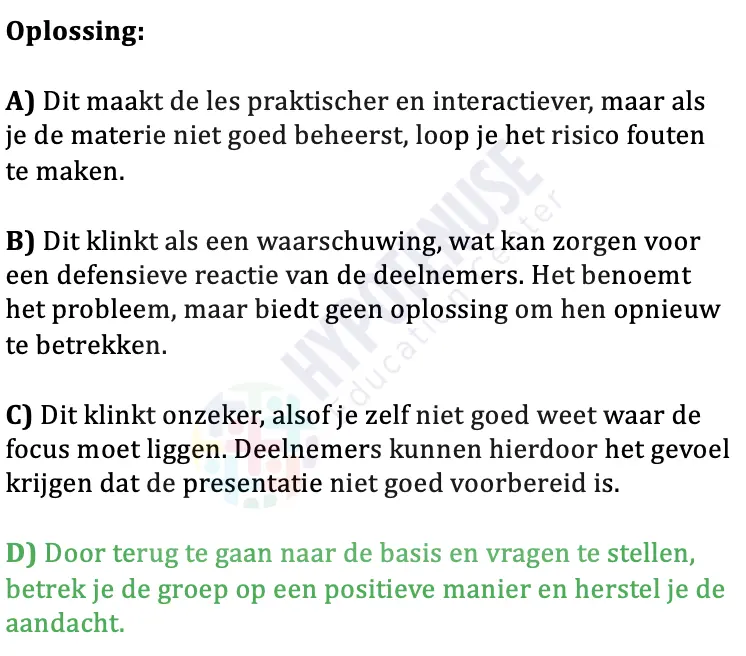 Oplossing:
A) Dit maakt de les praktischer en interactiever, maar als
je de materie niet goed beheerst, loop je het risico fouten
te maken.
B) Dit klinkt als een waarschuwing, wat kan zorgen voor
een defensieve reactie van de deelnemers. Het benoemt
het probleem, maar biedt geen oplossing om hen opnieuw
te betrekken.
C) Dit klinkt onzeker, alsof je zelf niet goed weet waar de
focus moet liggen. Deelnemers kunnen hierdoor het gevoel
krijgen dat de presentatie niet goed voorbereid is.
D) Door terug te gaan naar de basis en vragen te stellen,
betrek je de groep op een positieve manier en herstel je de
aandacht.
HYPOTENUSE
Education Center